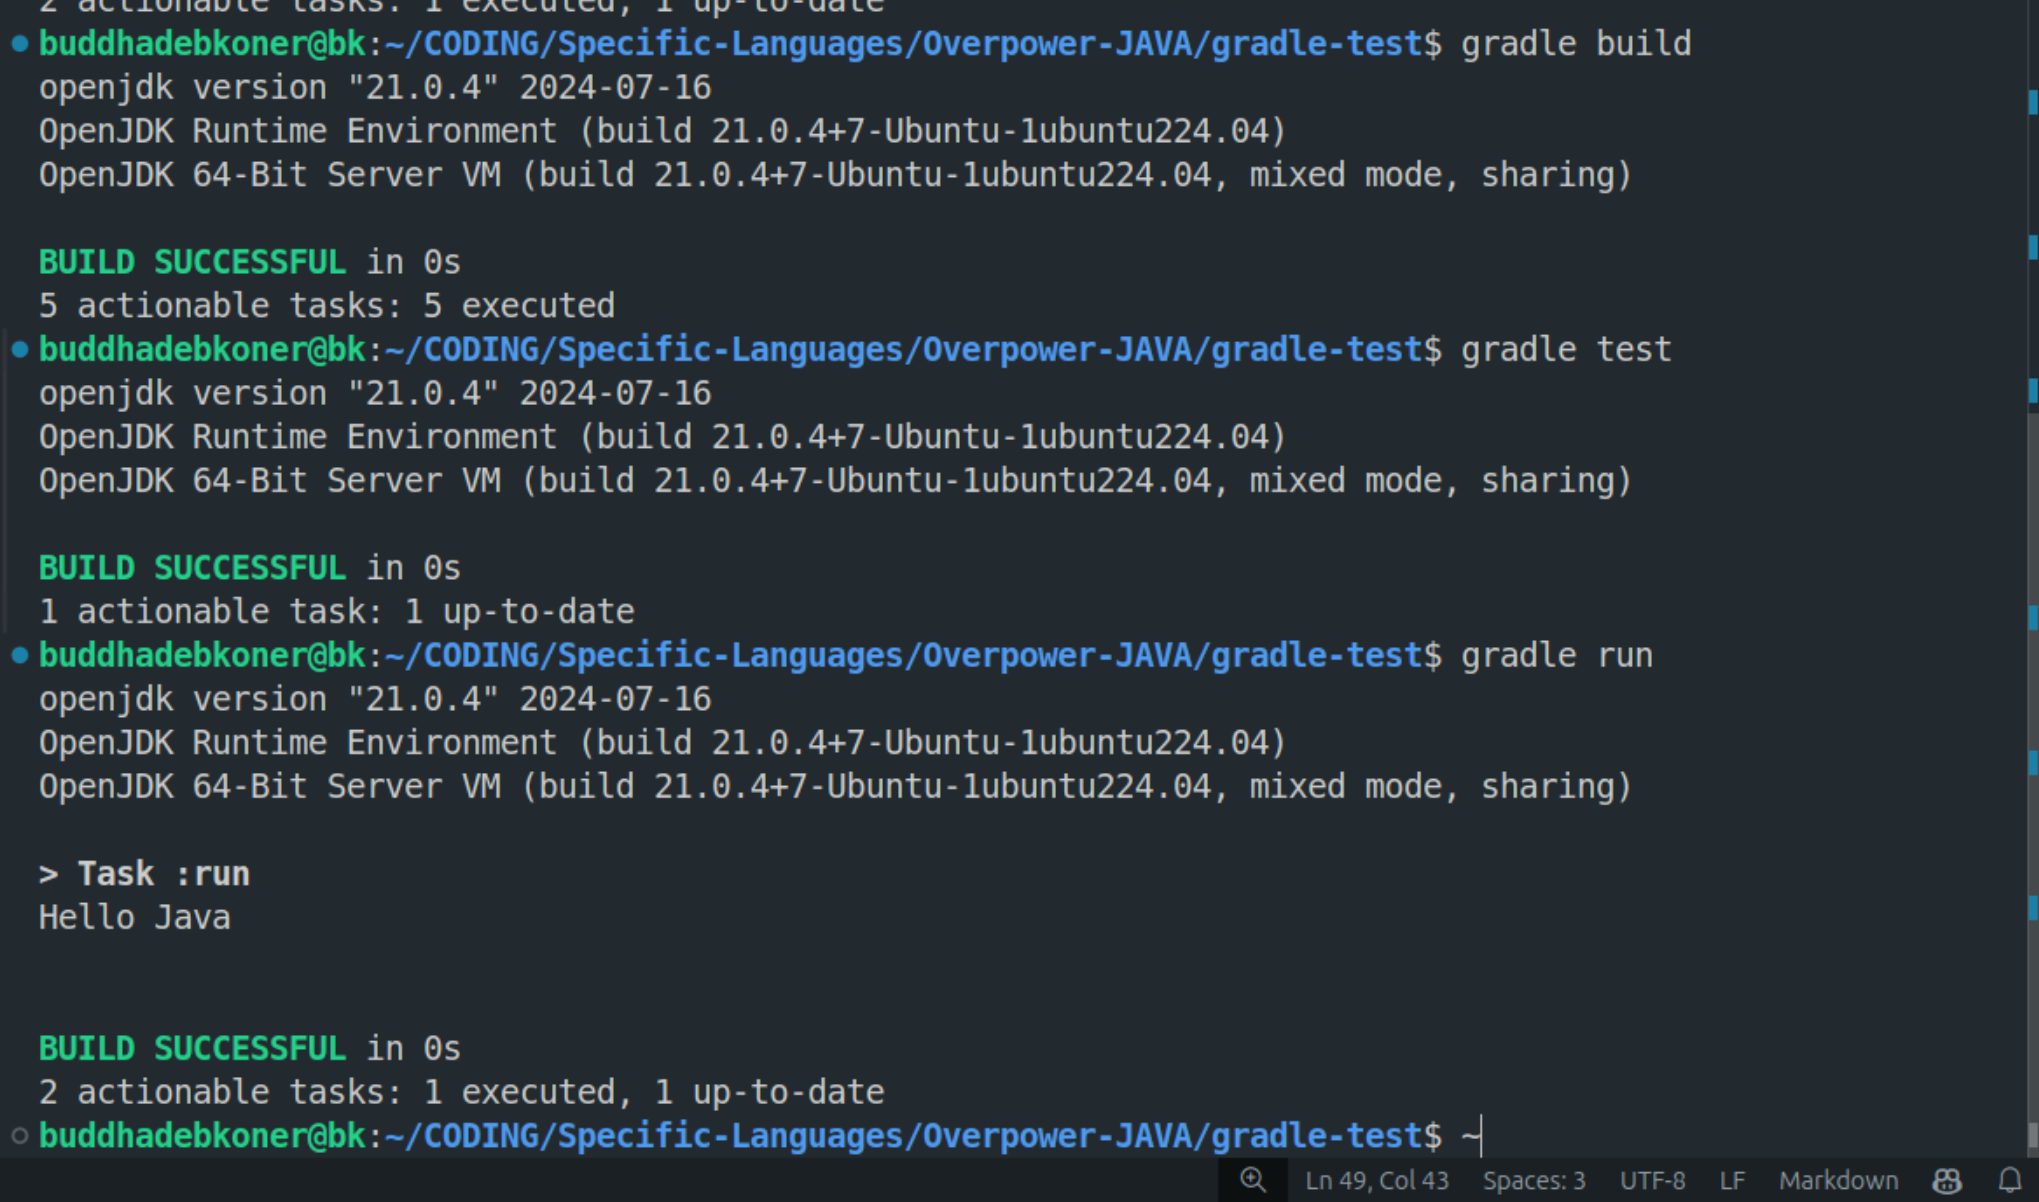 2 actionable tasks: 1 executed, 1 up-to-date
buddhadebkoner@bk:~/CODING/Specific-Languages/Overpower-JAVA/gradle-test$ gradle build
openjdk version "21.0.4" 2024-07-16
OpenJDK Runtime Environment (build 21.0.4+7-Ubuntu-1ubuntu224.04)
OpenJDK 64-Bit Server VM (build 21.0.4+7-Ubuntu-1ubuntu224.04, mixed mode, sharing)
BUILD SUCCESSFUL in 0s
5 actionable tasks: 5 executed
buddhadebkoner@bk:~/CODING/Specific-Languages/Overpower-JAVA/gradle-test$ gradle test
openjdk version "21.0.4" 2024-07-16
OpenJDK Runtime Environment (build 21.0.4+7-Ubuntu-1ubuntu224.04)
OpenJDK 64-Bit Server VM (build 21.0.4+7-Ubuntu-1ubuntu224.04, mixed mode, sharing)
BUILD SUCCESSFUL in 0s
1 actionable task: 1 up-to-date
buddhadebkoner@bk:~/CODING/Specific-Languages/Overpower-JAVA/gradle-test$ gradle run
openjdk version "21.0.4" 2024-07-16
OpenJDK Runtime Environment (build 21.0.4+7-Ubuntu-1ubuntu224.04)
OpenJDK 64-Bit Server VM (build 21.0.4+7-Ubuntu-1ubuntu224.04, mixed mode, sharing)
> Task :run
Hello Java
BUILD SUCCESSFUL in 0s
2 actionable tasks: 1 executed, 1 up-to-date
buddhadebkoner@bk:~/CODING/Specific-Languages/Overpower-JAVA/gradle-test$ ~
Ln 49, Col 43 Spaces: 3 UTF-8 LF Markdown